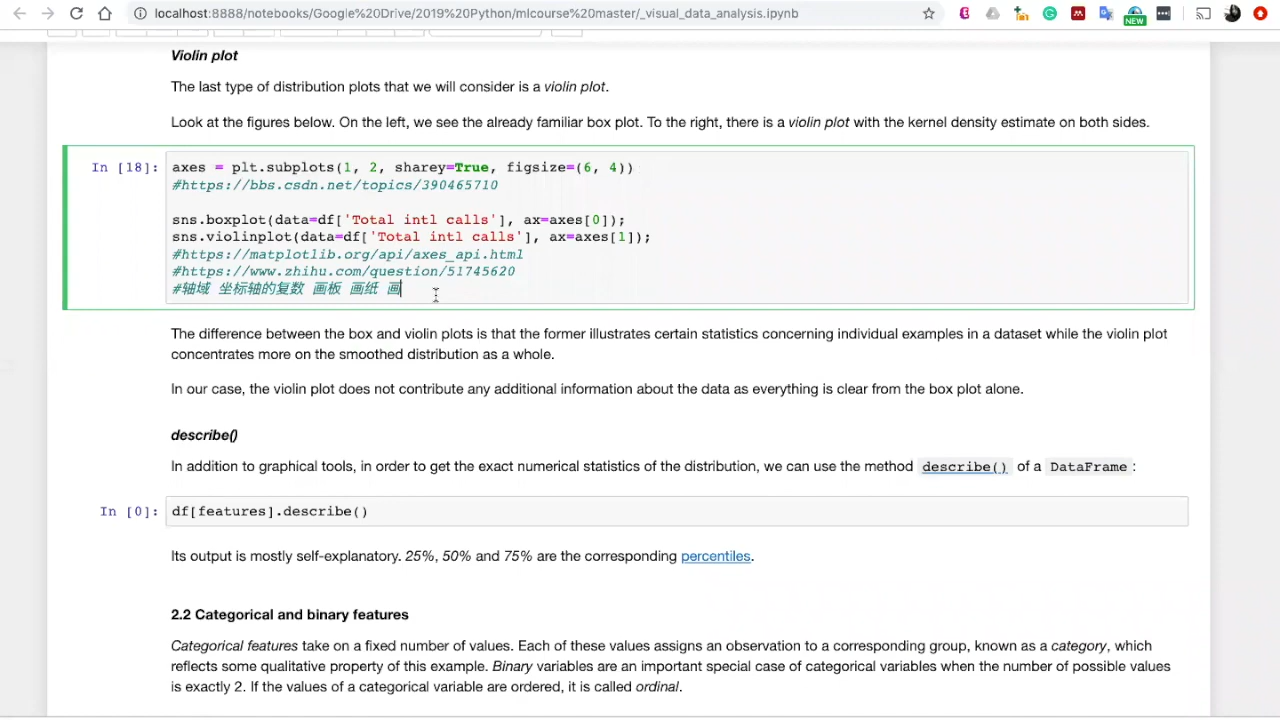 localhost:8888/notebooks/Google%20Drive/2019%20Python/mlcourse%20master/_visual_data_analysis.ipynb
NEW
Violin plot
The last type of distribution plots that we will consider is a violin plot.
Look at the figures below. On the left, we see the already familiar box plot. To the right, there is a violin plot with the kernel density estimate on both sides.
In [18]: axes = plt.subplots(1, 2, sharey=True, figsize=(6, 4))
#https://bbs.csdn.net/topics/390465710
sns.boxplot(data=df['Total intl calls'], ax=axes[0]);
sns.violinplot(data=df['Total intl calls'], ax=axes[1]);
#https://matplotlib.org/api/axes_api.html
#https://www.zhihu.com/question/51745620
#轴域 坐标轴的复数 画板 画纸 画
The difference between the box and violin plots is that the former illustrates certain statistics concerning individual examples in a dataset while the violin plot
concentrates more on the smoothed distribution as a whole.
In our case, the violin plot does not contribute any additional information about the data as everything is clear from the box plot alone.
describe()
In addition to graphical tools, in order to get the exact numerical statistics of the distribution, we can use the method describe() of a DataFrame :
In [0]: df[features].describe()
Its output is mostly self-explanatory. 25%, 50% and 75% are the corresponding percentiles.
2.2 Categorical and binary features
Categorical features take on a fixed number of values. Each of these values assigns an observation to a corresponding group, known as a category, which
reflects some qualitative property of this example. Binary variables are an important special case of categorical variables when the number of possible values
is exactly 2. If the values of a categorical variable are ordered, it is called ordinal.